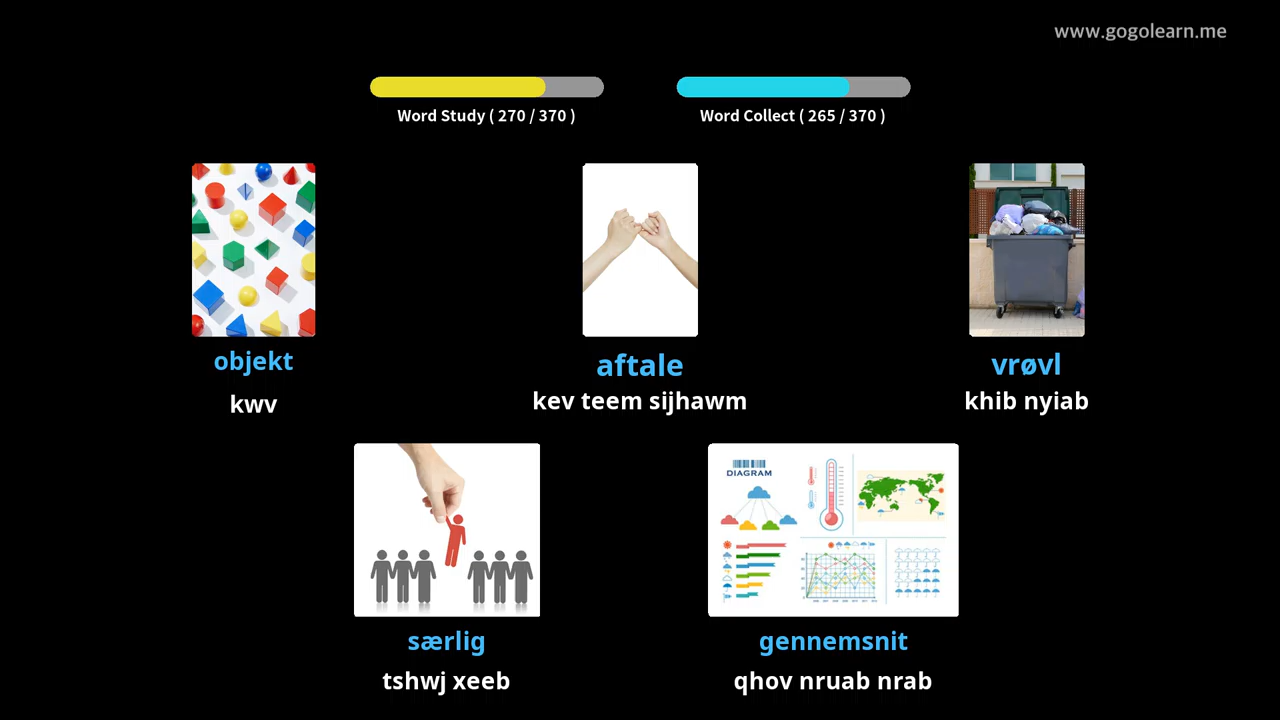 www.gogolearn.me
Word Study ( 270 / 370 )
Word Collect ( 265 / 370 )
objekt
kwv
aftale
kev teem sijhawm
vrøvl
khib nyiab
DIAGRAM
særlig
tshwj xeeb
gennemsnit
qhov nruab nrab